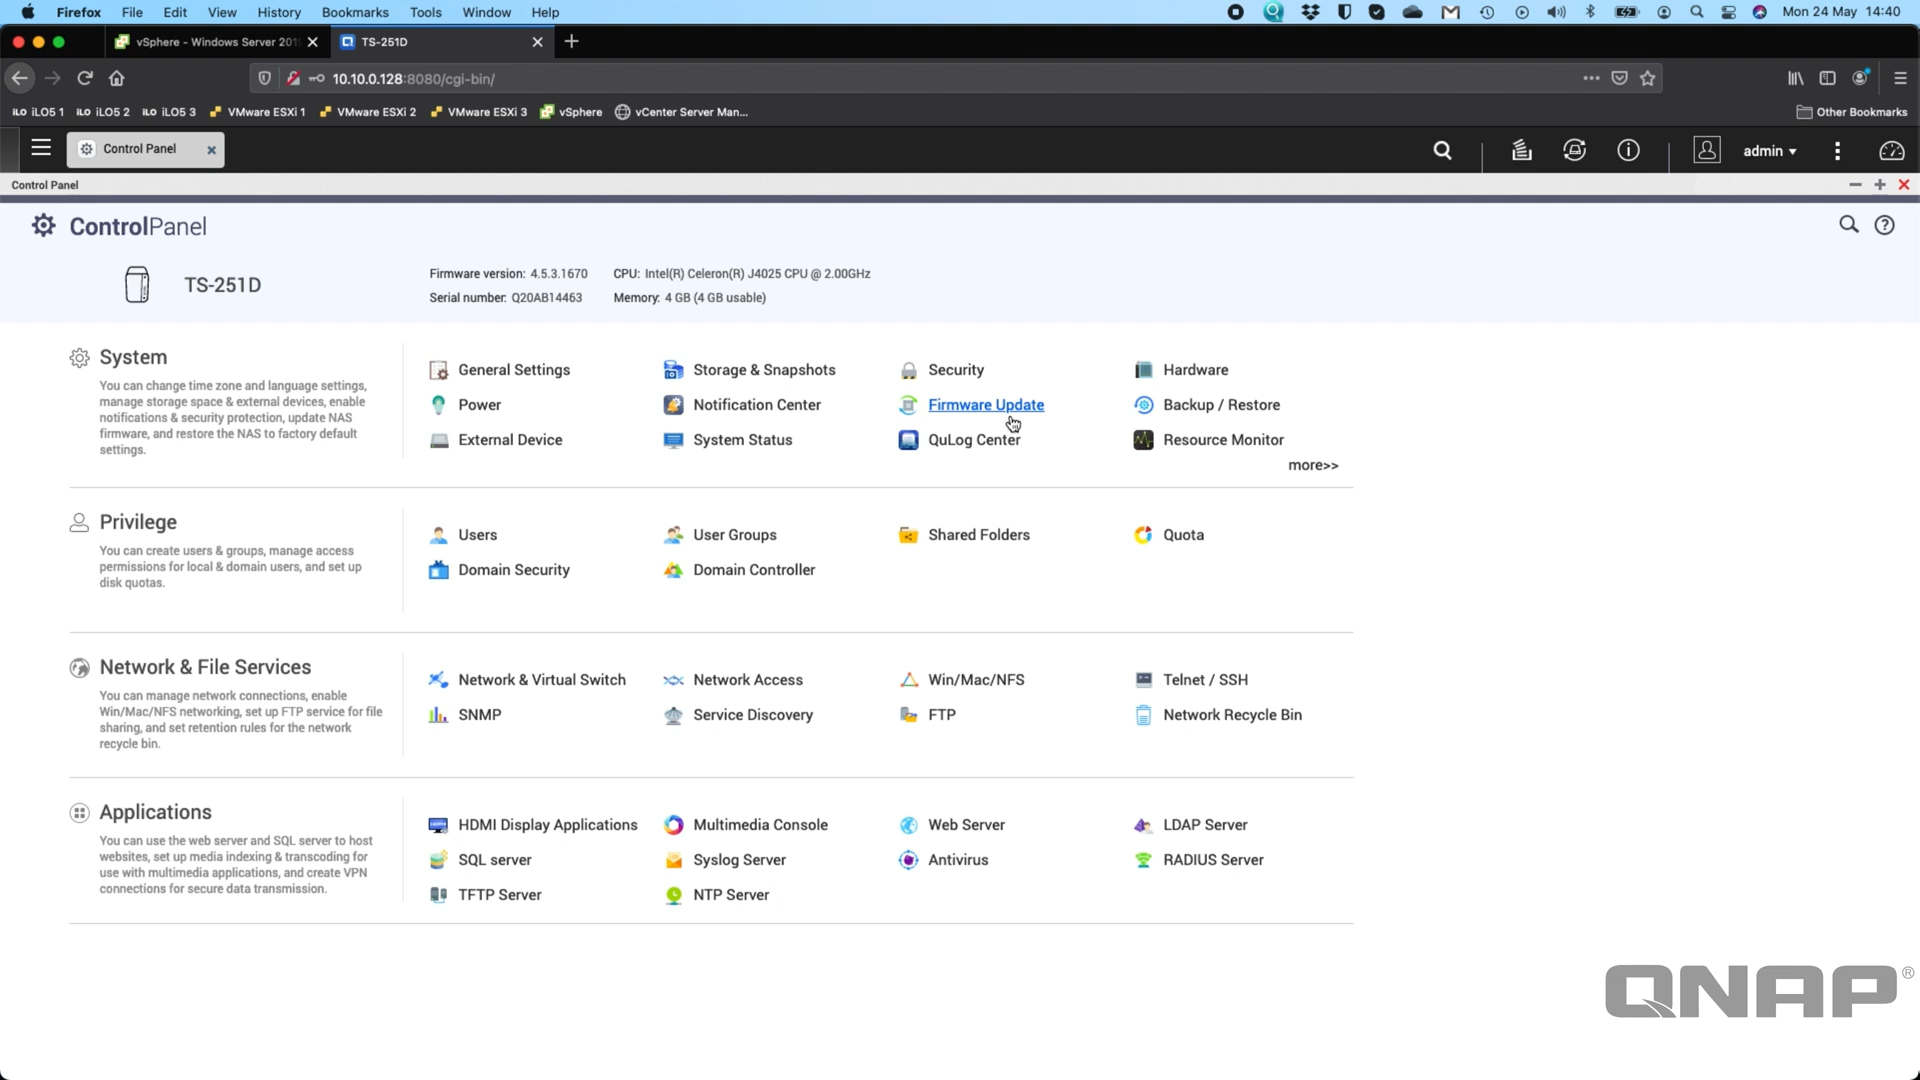 Firefox File Edit View History Bookmarks Tools Window Help Mon 24 May 14:40
vSphere - Windows Server 201 TS-251D
10.10.0.128:8080/cgi-bin/
iLO iLO5 1 iLO iLO5 2 iLO iLO5 3 VMware ESXi 1 VMware ESXi 2 VMware ESXi 3 vSphere vCenter Server Man... Other Bookmarks
Control Panel admin
Control Panel
ControlPanel
TS-251D
Firmware version: 4.5.3.1670 CPU: Intel(R) Celeron(R) J4025 CPU @ 2.00GHz
Serial number: Q20AB14463 Memory: 4 GB (4 GB usable)
System
You can change time zone and language settings,
manage storage space & external devices, enable
notifications & security protection, update NAS
firmware, and restore the NAS to factory default
settings.
General Settings Storage & Snapshots Security Hardware
Power Notification Center Firmware Update Backup / Restore
External Device System Status QuLog Center Resource Monitor
more>>
Privilege
You can create users & groups, manage access
permissions for local & domain users, and set up
disk quotas.
Users User Groups Shared Folders Quota
Domain Security Domain Controller
Network & File Services
You can manage network connections, enable
Win/Mac/NFS networking, set up FTP service for file
sharing, and set retention rules for the network
recycle bin.
Network & Virtual Switch Network Access Win/Mac/NFS Telnet / SSH
SNMP Service Discovery FTP Network Recycle Bin
Applications
You can use the web server and SQL server to host
websites, set up media indexing & transcoding for
use with multimedia applications, and create VPN
connections for secure data transmission.
HDMI Display Applications Multimedia Console Web Server LDAP Server
SQL server Syslog Server Antivirus RADIUS Server
TFTP Server NTP Server
QNAP®